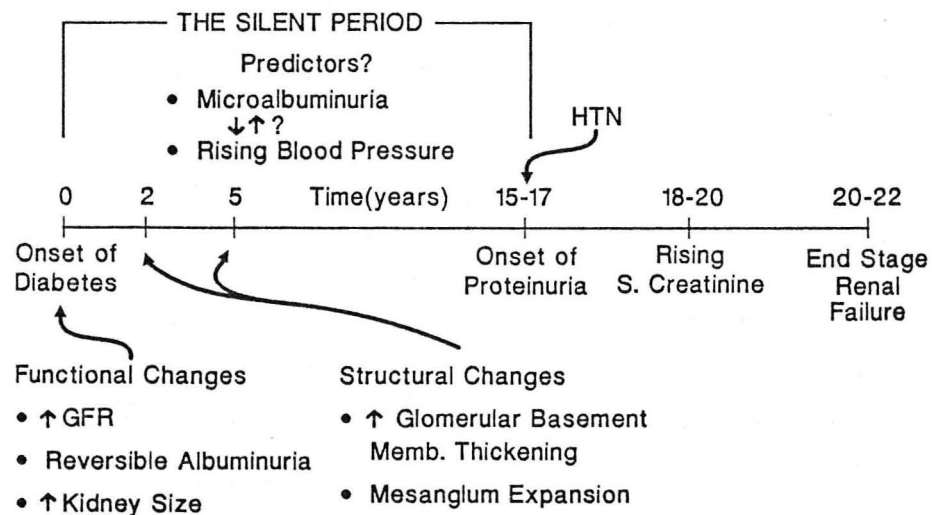 THE SILENT PERIOD
Predictors?
• Microalbuminuria
↓↑?
• Rising Blood Pressure
HTN
0 2 5 Time(years) 15-17 18-20 20-22
Onset of
Diabetes
Onset of
Proteinuria
Rising
S. Creatinine
End Stage
Renal
Failure
Functional Changes
• ↑ GFR
• Reversible Albuminuria
• ↑ Kidney Size
Structural Changes
• ↑ Glomerular Basement
Memb. Thickening
• Mesanglum Expansion